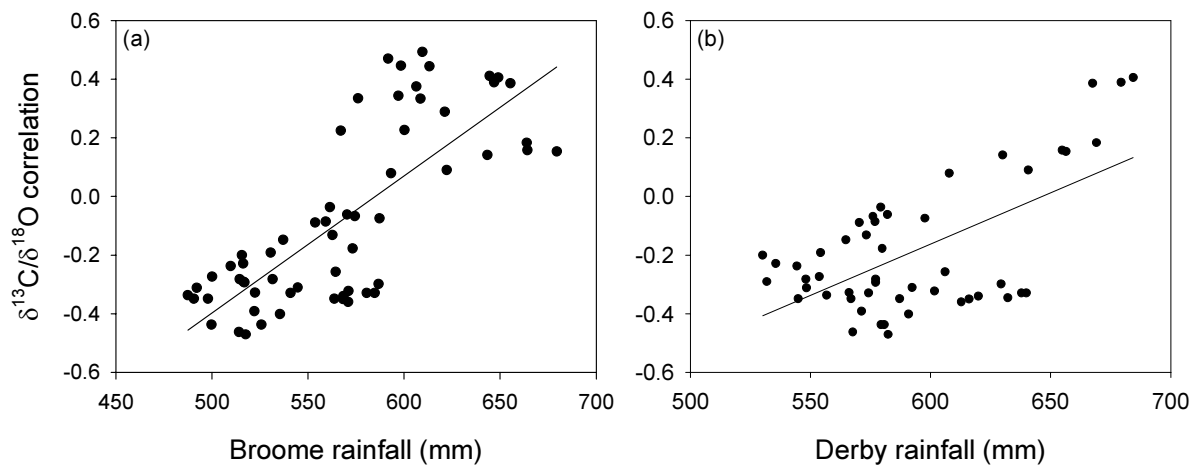 (a)
(b)
δ13C/δ18O correlation
0.6
0.4
0.2
0.0
-0.2
-0.4
-0.6
450 500 550 600 650 700
Broome rainfall (mm)
0.6
0.4
0.2
0.0
-0.2
-0.4
-0.6
500 550 600 650 700
Derby rainfall (mm)